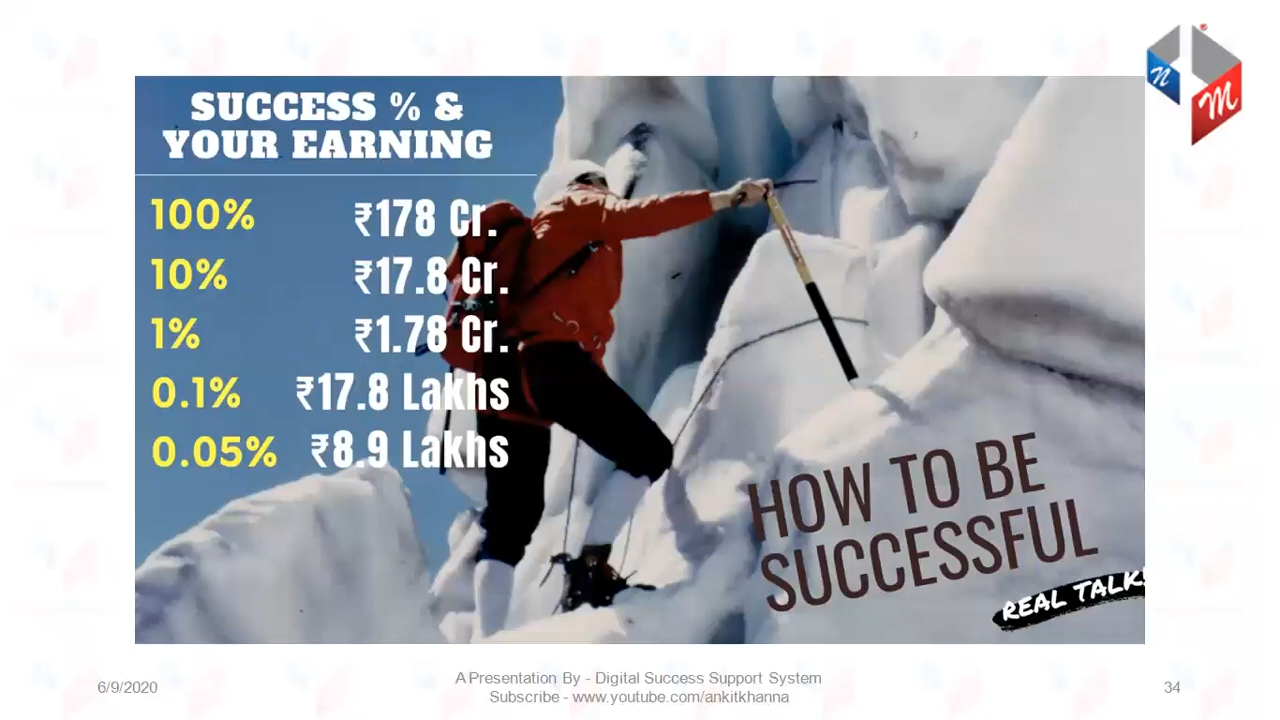 SUCCESS % &
YOUR EARNING
100% ₹178 Cr.
10% ₹17.8 Cr.
1% ₹1.78 Cr.
0.1% ₹17.8 Lakhs
0.05% ₹8.9 Lakhs
HOW TO BE
SUCCESSFUL
REAL TALK!
n
M
®
6/9/2020
A Presentation By - Digital Success Support System
Subscribe - www.youtube.com/ankitkhanna
34